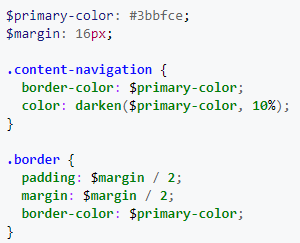 $primary-color: #3bbfce;
$margin: 16px;
.content-navigation {
border-color: $primary-color;
color: darken($primary-color, 10%);
}
.border {
padding: $margin / 2;
margin: $margin / 2;
border-color: $primary-color;
}